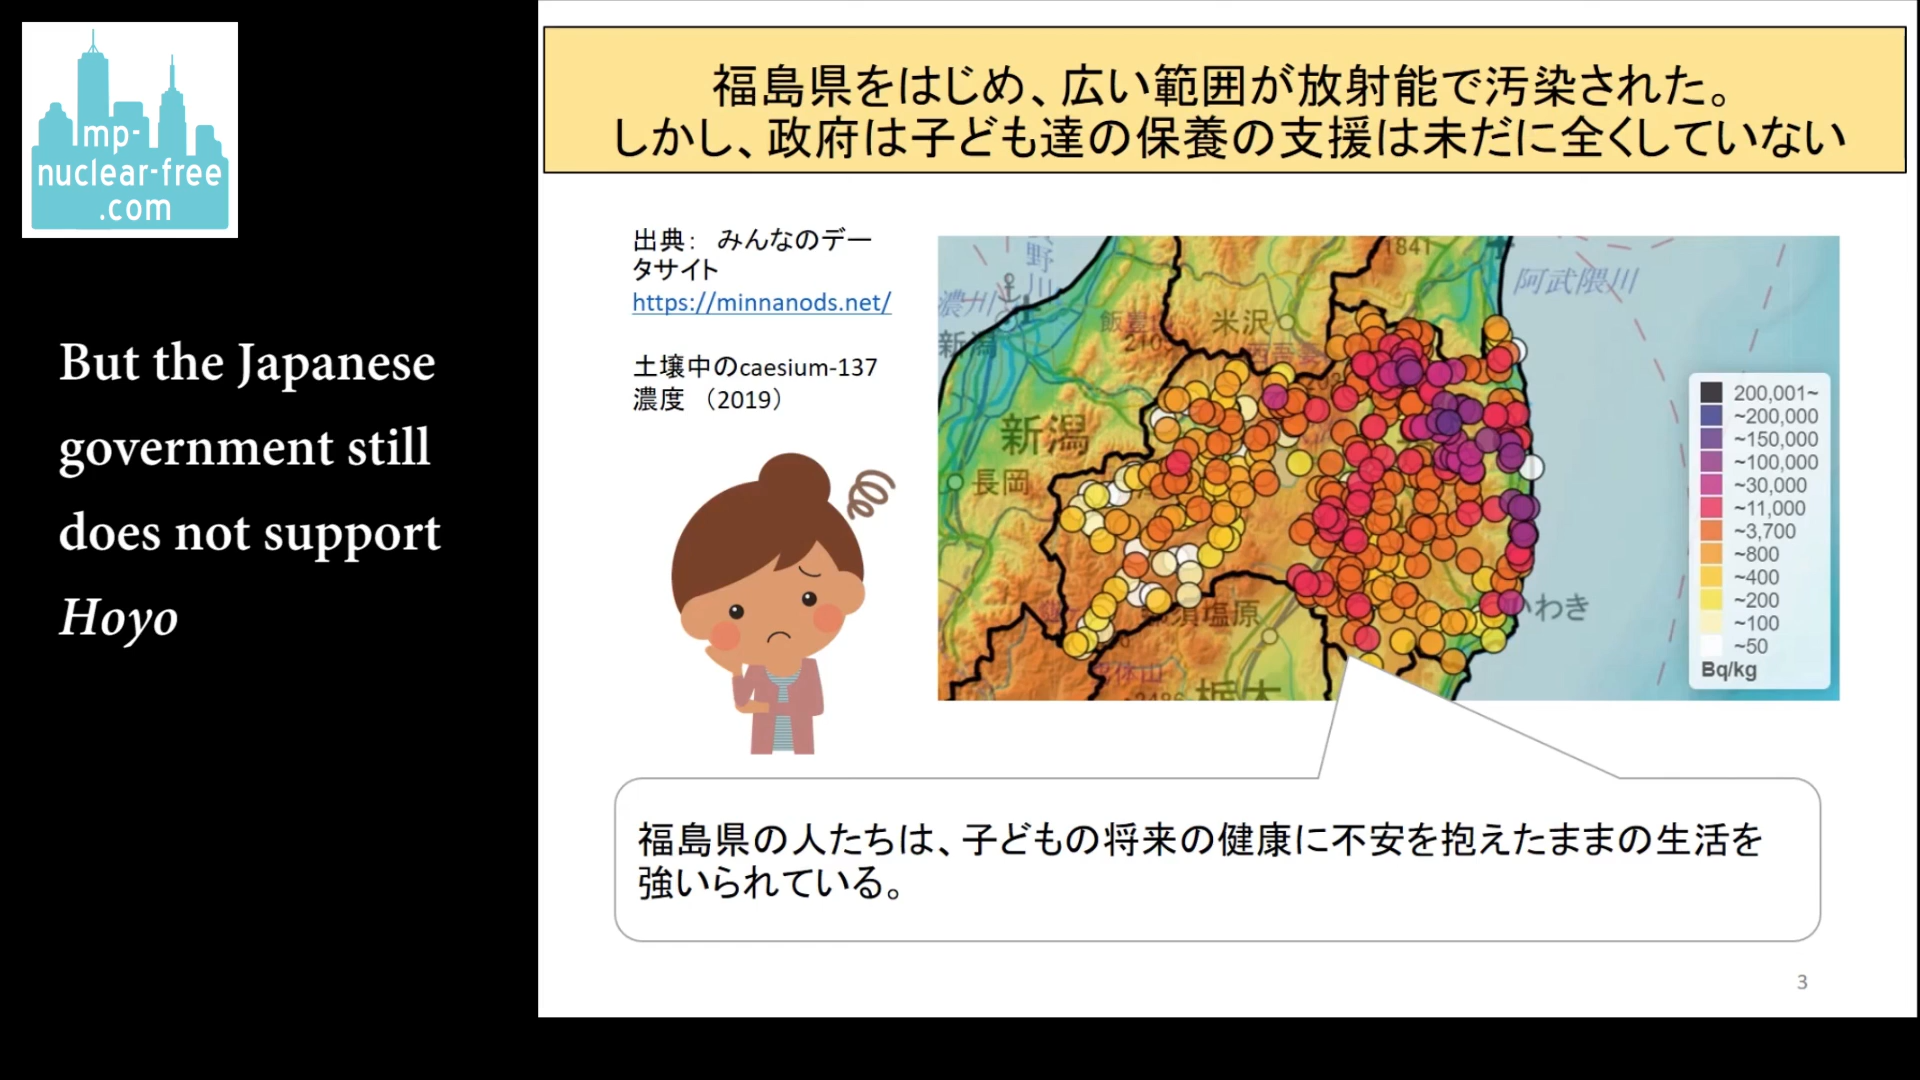 mp-
nuclear-free
.com
But the Japanese
government still
does not support
Hoyo
福島県をはじめ、広い範囲が放射能で汚染された。
しかし、政府は子ども達の保養の支援は未だに全くしていない
出典： みんなのデー
タサイト
https://minnanods.net/
土壌中のcaesium-137
濃度 （2019）
1841
阿武隈川
米沢
新潟
長岡
いわき
須塩原
栃木
200,001~
~200,000
~150,000
~100,000
~30,000
~11,000
~3,700
~800
~400
~200
~100
~50
Bq/kg
福島県の人たちは、子どもの将来の健康に不安を抱えたままの生活を
強いられている。
3